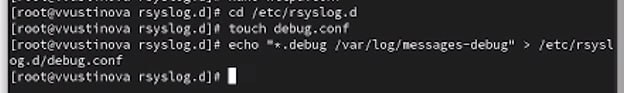 [root@vvustinova rsyslog.d]# cd /etc/rsyslog.d
[root@vvustinova rsyslog.d]# touch debug.conf
[root@vvustinova rsyslog.d]# echo "*.debug /var/log/messages-debug" > /etc/rsysl
og.d/debug.conf
[root@vvustinova rsyslog.d]#